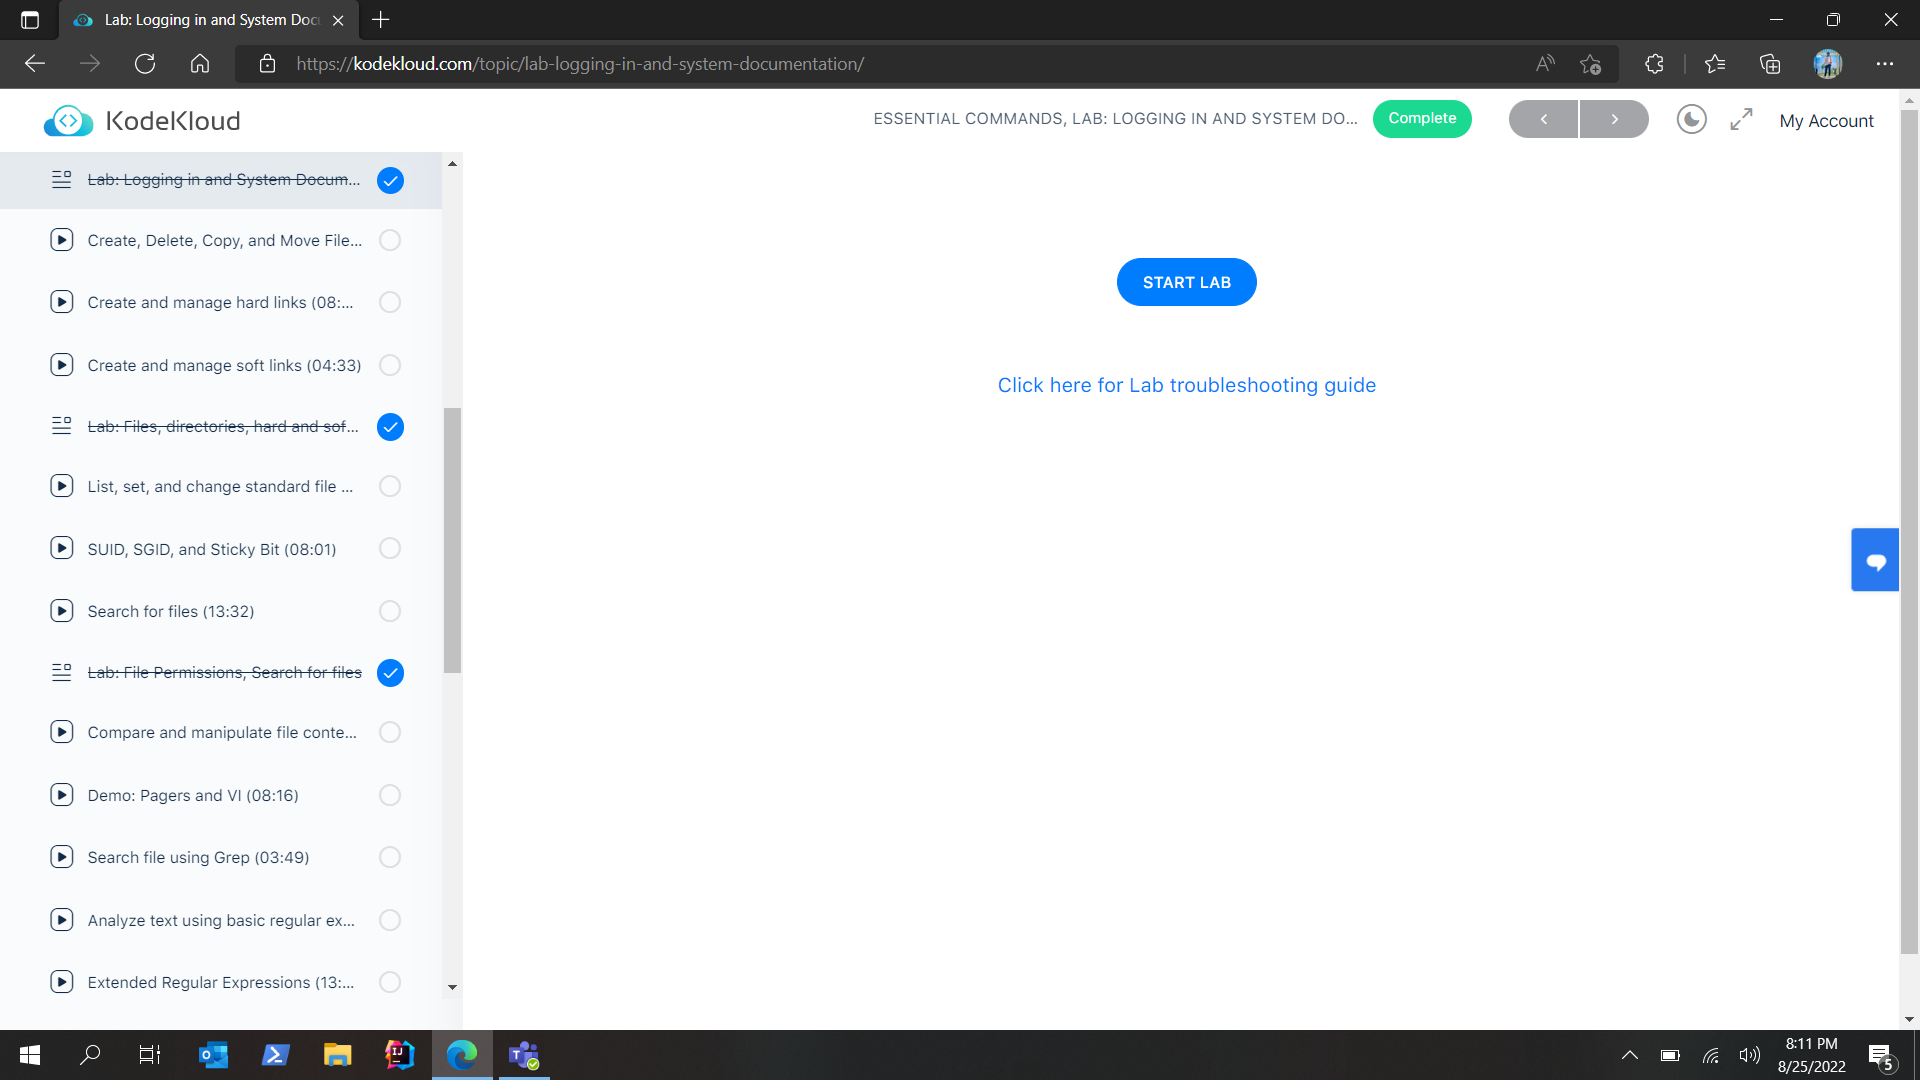 Lab: Logging in and System Doc
https://kodekloud.com/topic/lab-logging-in-and-system-documentation/
KodeKloud
ESSENTIAL COMMANDS, LAB: LOGGING IN AND SYSTEM DO...
Complete
My Account
Lab: Logging in and System Docum...
Create, Delete, Copy, and Move File...
Create and manage hard links (08:...
Create and manage soft links (04:33)
Lab: Files, directories, hard and sof...
List, set, and change standard file ...
SUID, SGID, and Sticky Bit (08:01)
Search for files (13:32)
Lab: File Permissions, Search for files
Compare and manipulate file conte...
Demo: Pagers and VI (08:16)
Search file using Grep (03:49)
Analyze text using basic regular ex...
Extended Regular Expressions (13:...
START LAB
Click here for Lab troubleshooting guide
8:11 PM
8/25/2022
5